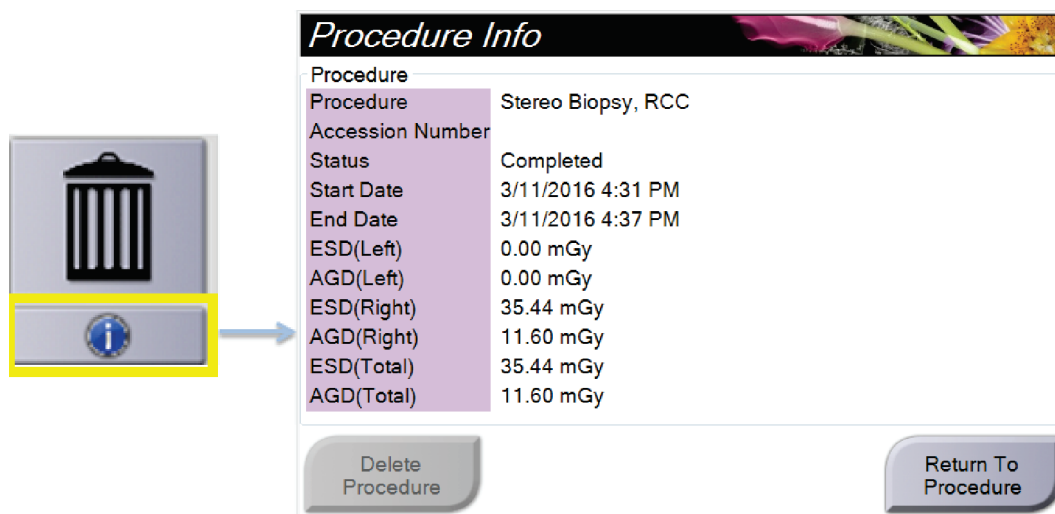 Procedure Info
Procedure
Procedure Stereo Biopsy, RCC
Accession Number
Status Completed
Start Date 3/11/2016 4:31 PM
End Date 3/11/2016 4:37 PM
ESD(Left) 0.00 mGy
AGD(Left) 0.00 mGy
ESD(Right) 35.44 mGy
AGD(Right) 11.60 mGy
ESD(Total) 35.44 mGy
AGD(Total) 11.60 mGy
Delete
Procedure
Return To
Procedure